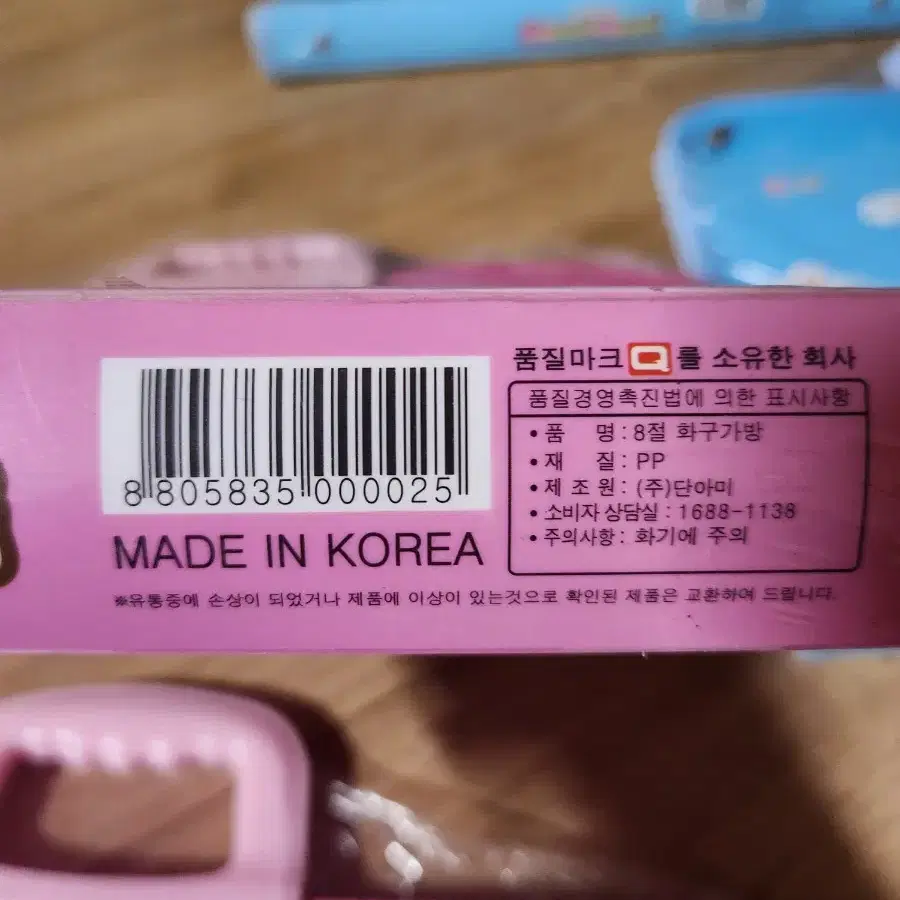 8 805835 000025
MADE IN KOREA
품질마크 Q 를 소유한 회사
품질경영촉진법에 의한 표시사항
• 품 명 : 8절 화구가방
• 재 질 : PP
• 제 조 원 : (주)단아미
• 소비자 상담실 : 1688-1138
• 주의사항 : 화기에 주의
※유통중에 손상이 되었거나 제품에 이상이 있는것으로 확인된 제품은 교환하여 드립니다.